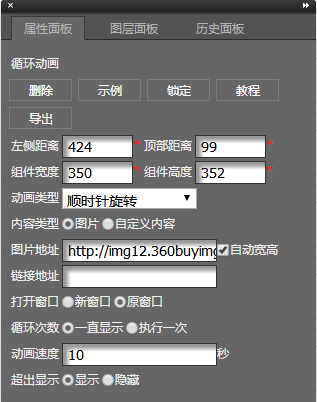 属性面板 图层面板 历史面板
循环动画
删除 示例 锁定 教程
导出
左侧距离 424 * 顶部距离 99 *
组件宽度 350 * 组件高度 352 *
动画类型 顺时针旋转
内容类型 图片 自定义内容
图片地址 http://img12.360buyimg 自动宽高
链接地址
打开窗口 新窗口 原窗口
循环次数 一直显示 执行一次
动画速度 10 秒
超出显示 显示 隐藏